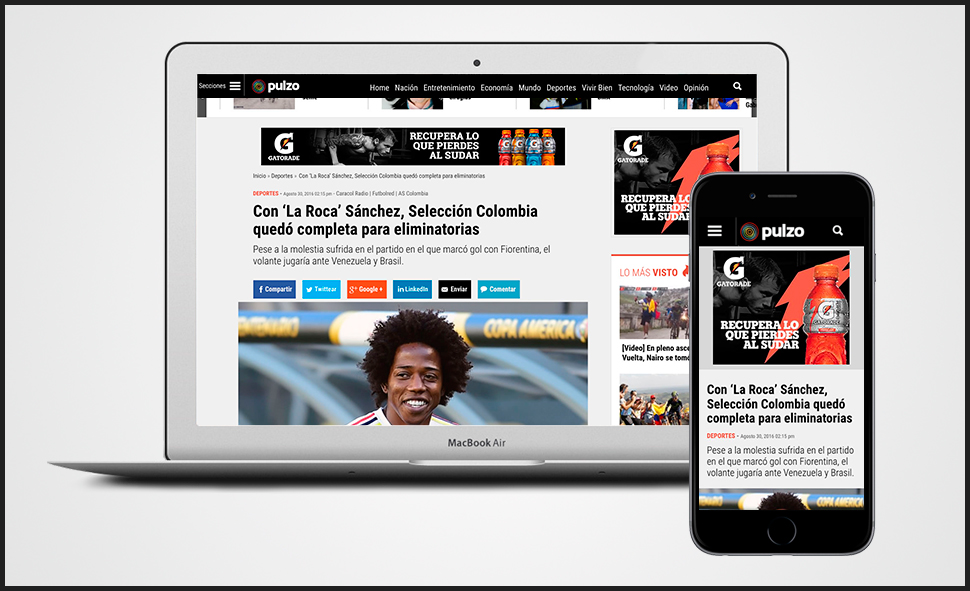 Secciones
pulzo
Home Nación Entretenimiento Economía Mundo Deportes Vivir Bien Tecnología Video Opinión
G
GATORADE
RECUPERA LO
QUE PIERDES
AL SUDAR
Inicio » Deportes » Con 'La Roca' Sánchez, Selección Colombia quedó completa para eliminatorias
DEPORTES • Agosto 30, 2016 02:15 pm - Caracol Radio | Futbolred | AS Colombia
Con ‘La Roca’ Sánchez, Selección Colombia
quedó completa para eliminatorias
Pese a la molestia sufrida en el partido en el que marcó gol con Fiorentina, el
volante jugaría ante Venezuela y Brasil.
Compartir Twittear Google + LinkedIn Enviar Comentar
CENTENARIO
COPA AMERICA
G
GATORADE
RECUPERA LO
QUE PIERDES
AL SUDAR
LO MÁS VISTO
[Video] En pleno asce
Vuelta, Nairo se tomó
MacBook Air
pulzo
G
GATORADE
RECUPERA LO
QUE PIERDES
AL SUDAR
G
GATORADE
Con ‘La Roca’ Sánchez,
Selección Colombia quedó
completa para eliminatorias
DEPORTES • Agosto 30, 2016 02:15 pm
Pese a la molestia sufrida en el partido
en el que marcó gol con Fiorentina, el
volante jugaría ante Venezuela y Brasil.
COPA AMERICA